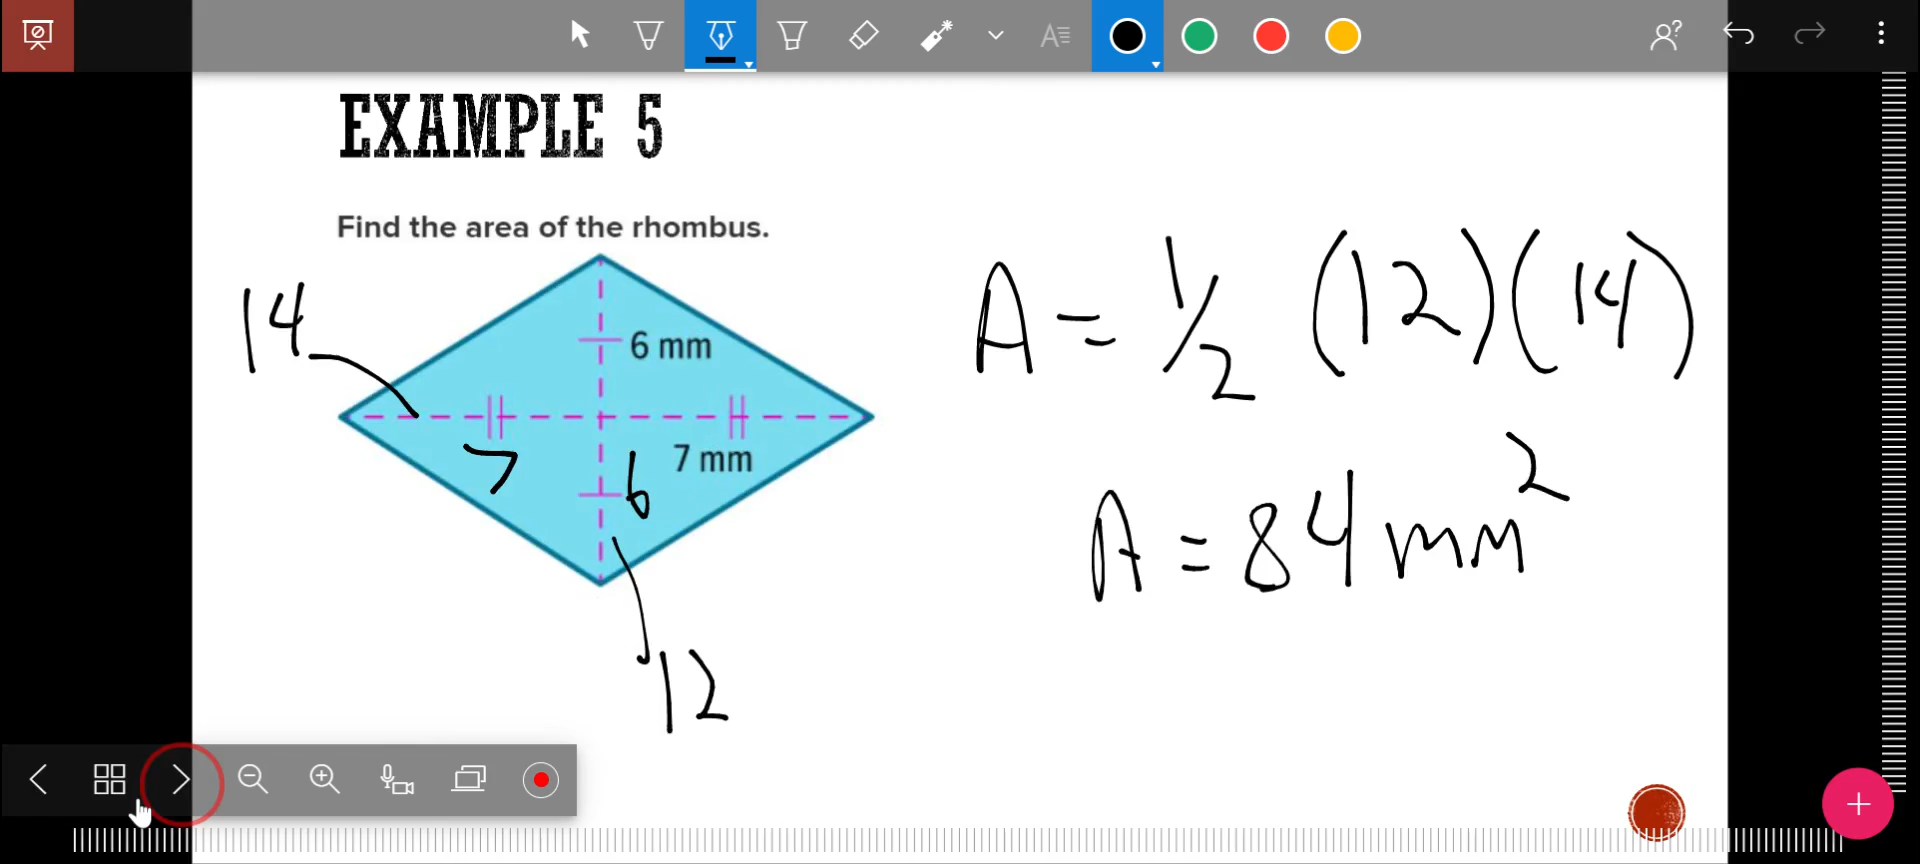 EXAMPLE 5
Find the area of the rhombus.
14
6 mm
7
7 mm
6
12
A = 1/2 (12)(14)
A = 84 mm²